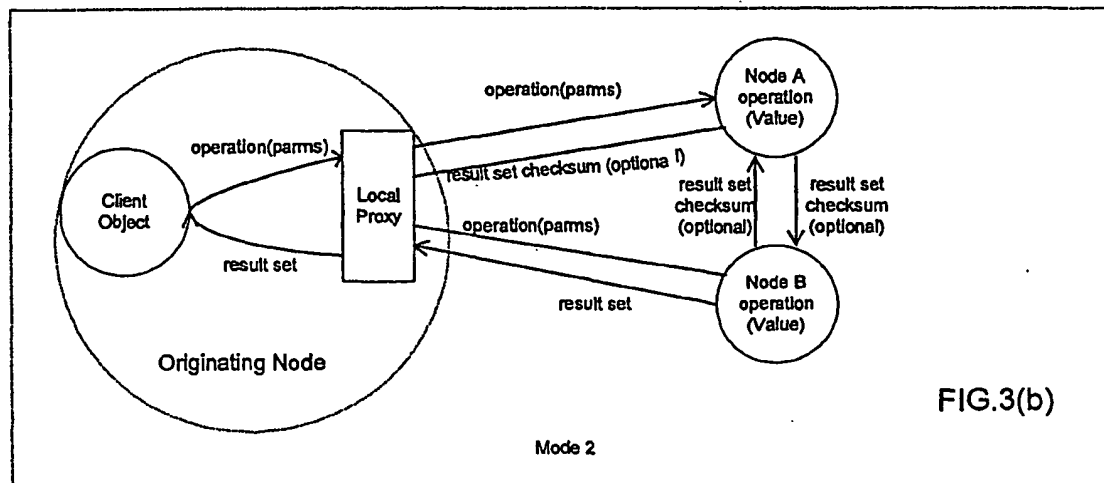 Node A
operation
(Value)
operation(parms)
operation(parms)
result set checksum (optional)
Client
Object
Local
Proxy
result set
checksum
(optional)
result set
checksum
(optional)
operation(parms)
result set
result set
Node B
operation
(Value)
Originating Node
FIG.3(b)
Mode 2